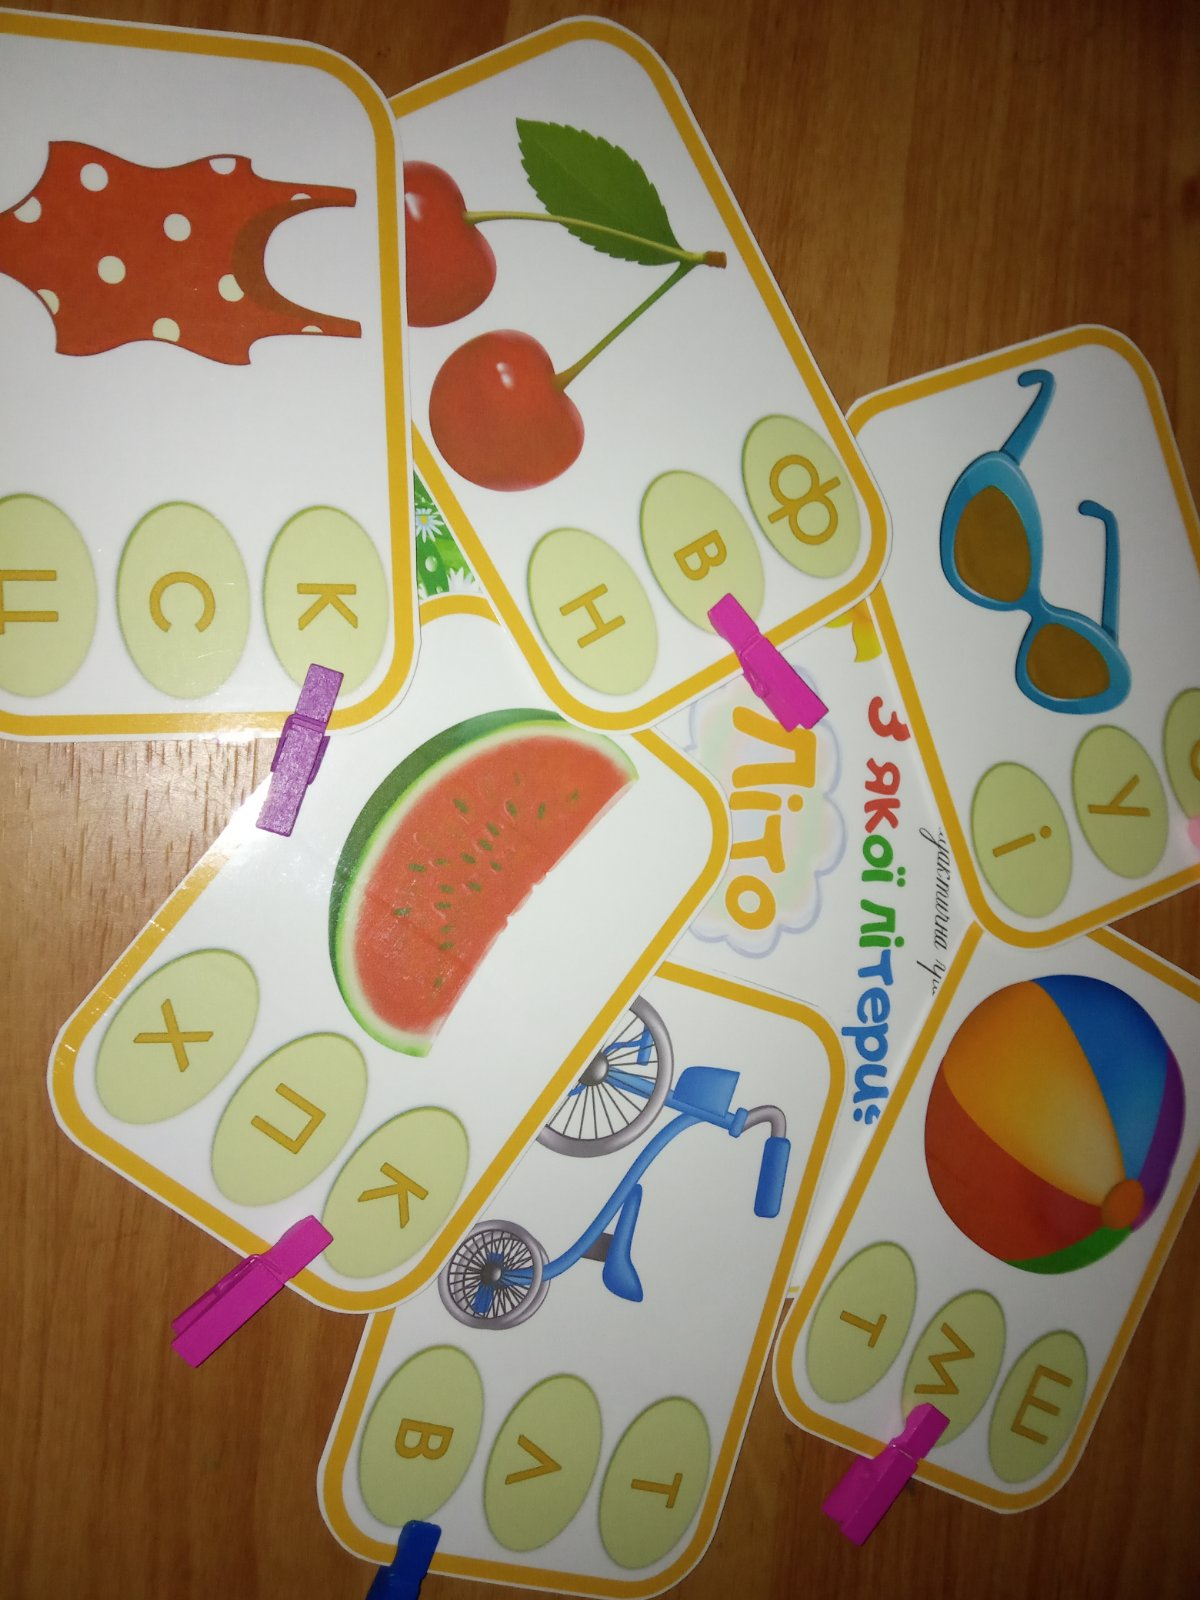 З якої літери?
Літо
К
С
Ц
Ф
В
Н
У
І
К
П
Х
Т
Л
В
Ш
М
Т